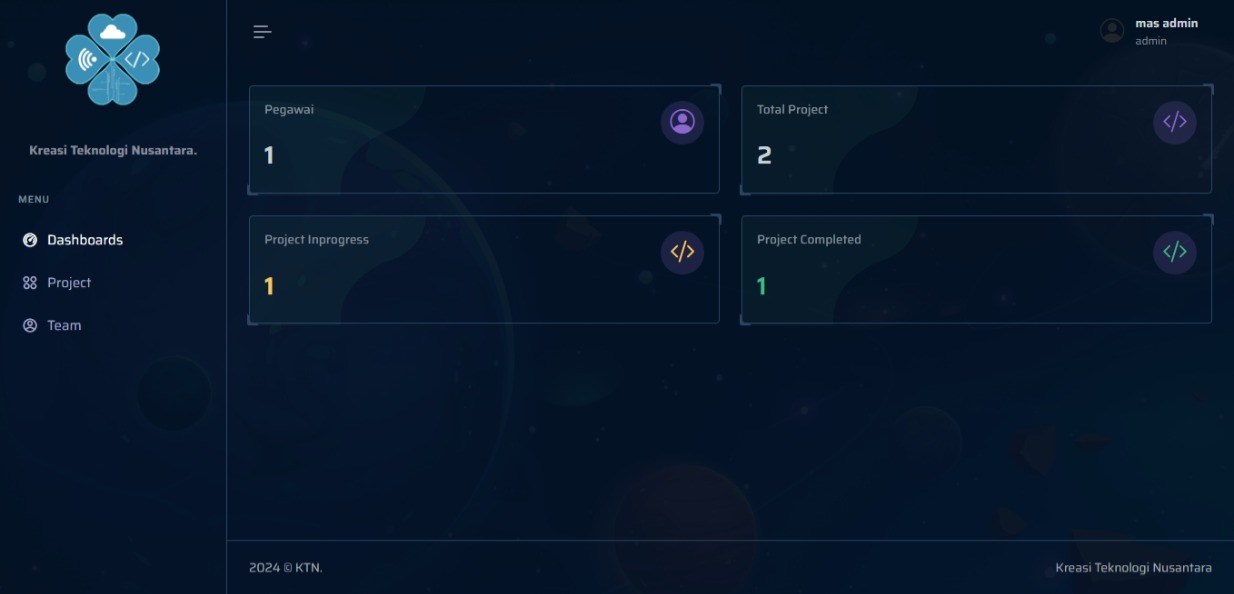 mas admin
admin
Kreasi Teknologi Nusantara.
MENU
Dashboards
Project
Team
Pegawai
1
Total Project
2
Project Inprogress
1
Project Completed
1
2024 © KTN.
Kreasi Teknologi Nusantara